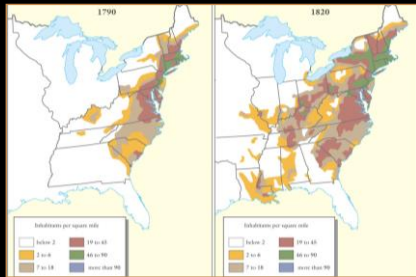 1790
Inhabitants per square mile
below 2
2 to 6
7 to 18
19 to 45
46 to 90
more than 90
1820
Inhabitants per square mile
below 2
2 to 6
7 to 18
19 to 45
46 to 90
more than 90